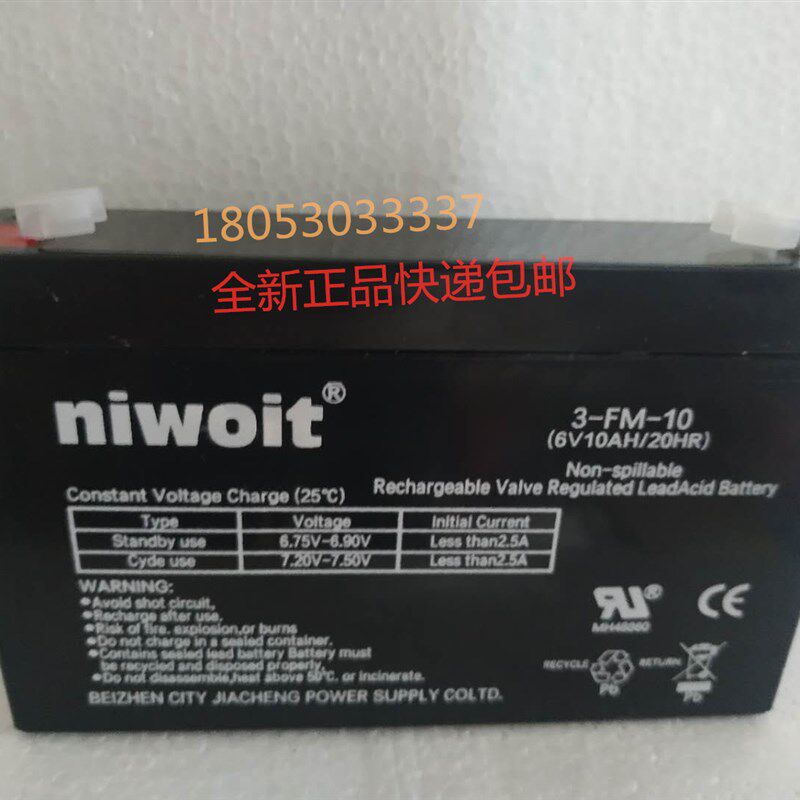 18053033337
全新正品快递包邮
niwoit®
3-FM-10
(6V10AH/20HR)
Non-spillable
Rechargeable Valve Regulated LeadAcid Battery
Constant Voltage Charge (25℃)
Type Voltage Initial Current
Standby use 6.75V-6.90V Less than2.5A
Cyde use 7.20V-7.50V Less than2.5A
WARNING:
●Avoid shot circuit,
●Recharge after use.
●Risk of fire, explosion,or burns
●Do not charge in a sealed container.
●Contains sealed lead battery Battery must
be recycled and disposed properly,
●Do not disassemble,heat above 50℃, or incinerate.
BEIZHEN CITY JIACHENG POWER SUPPLY COLTD.
RU®
CE
RECYCLE
Pb
RETURN
Pb